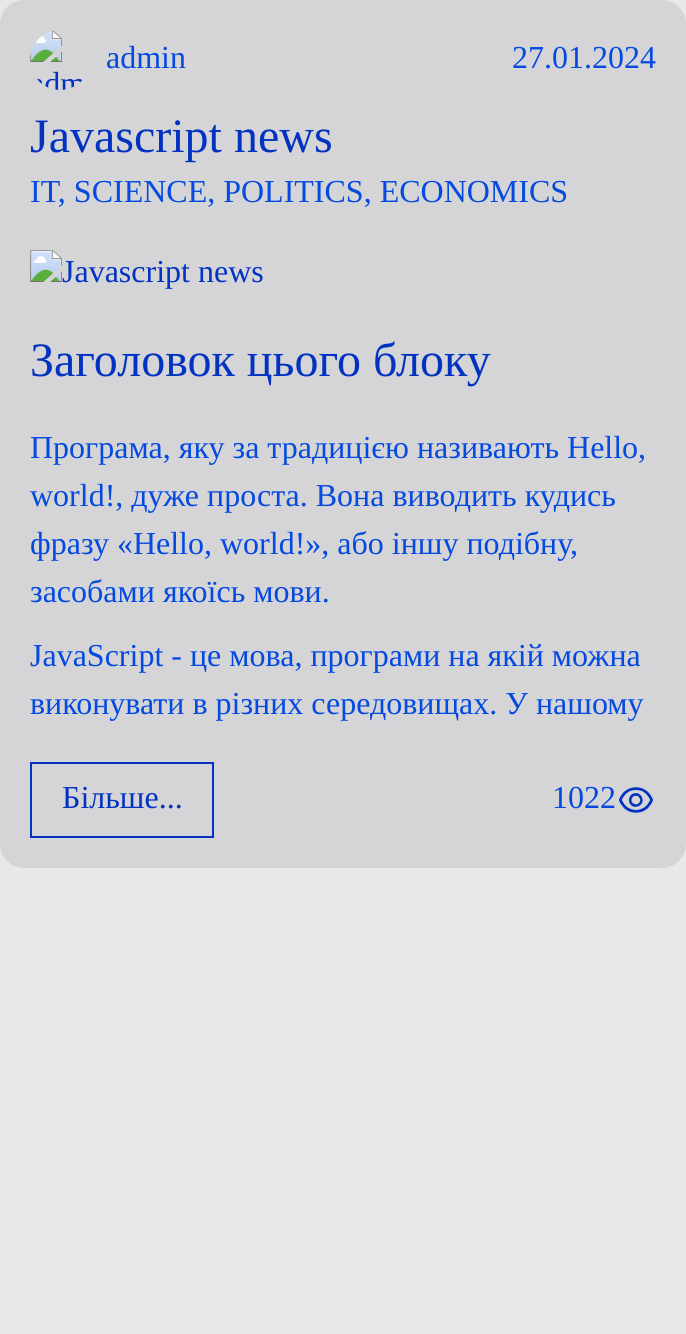 admin 27.01.2024
Javascript news
IT, SCIENCE, POLITICS, ECONOMICS
Javascript news
Заголовок цього блоку
Програма, яку за традицією називають Hello,
world!, дуже проста. Вона виводить кудись
фразу «Hello, world!», або іншу подібну,
засобами якоїсь мови.
JavaScript - це мова, програми на якій можна
виконувати в різних середовищах. У нашому
Більше... 1022